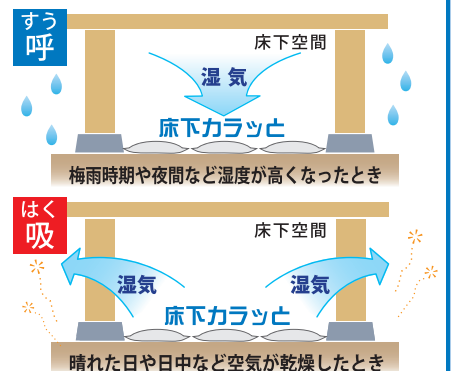 すう
呼
床下空間
湿気
床下カラッと
梅雨時期や夜間など湿度が高くなったとき
はく
吸
床下空間
湿気
湿気
床下カラッと
晴れた日や日中など空気が乾燥したとき